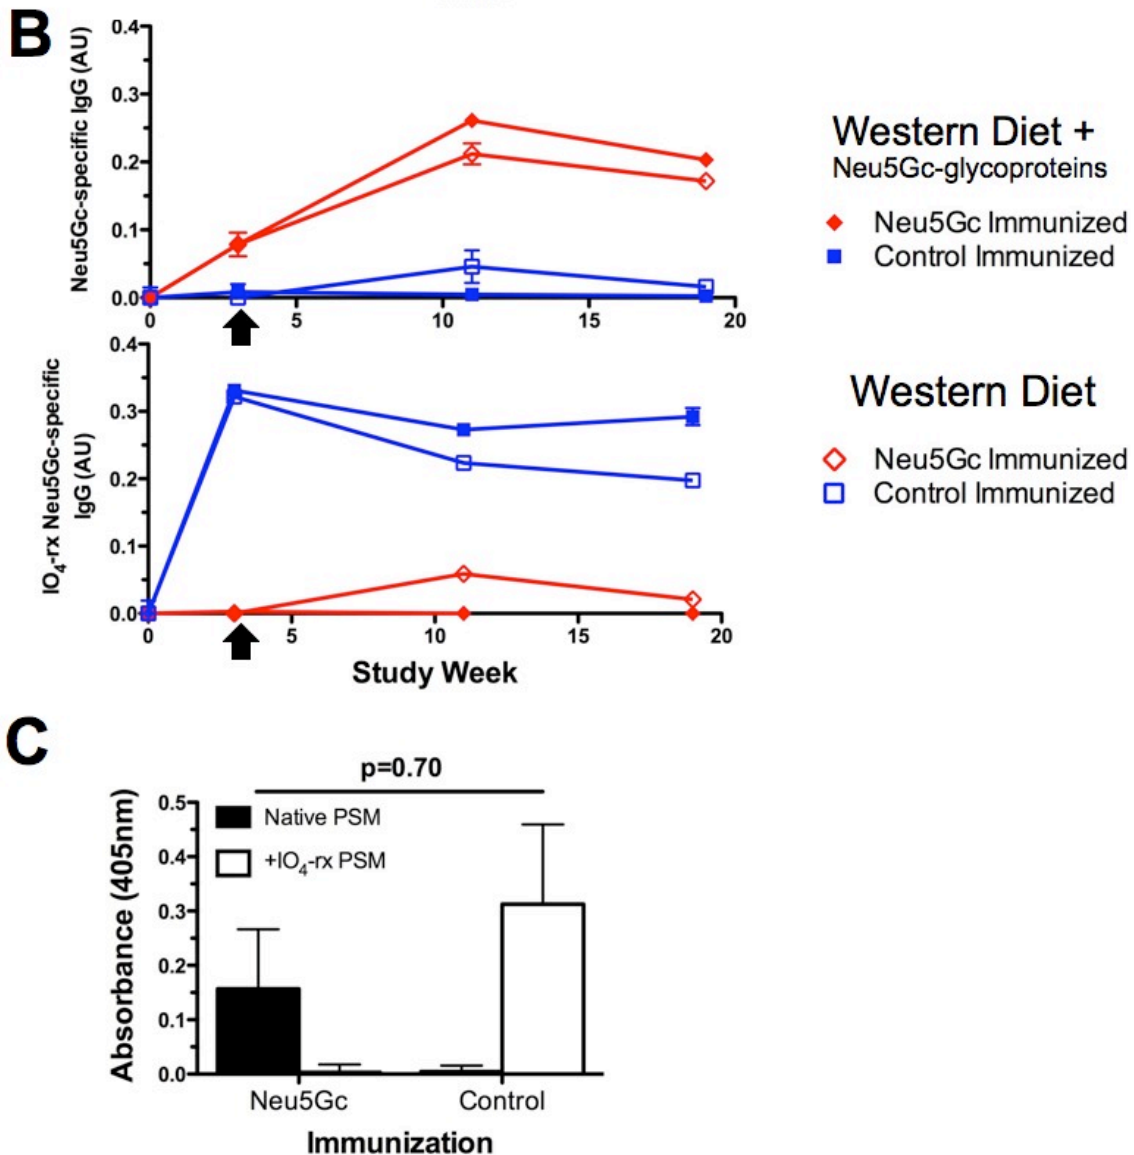 B
Neu5Gc-specific IgG (AU)
0.4
0.3
0.2
0.1
0.0
0 5 10 15 20
Western Diet +
Neu5Gc-glycoproteins
Neu5Gc Immunized
Control Immunized
IO4-rx Neu5Gc-specific
IgG (AU)
0.4
0.3
0.2
0.1
0.0
0 5 10 15 20
Study Week
Western Diet
Neu5Gc Immunized
Control Immunized
C
p=0.70
Absorbance (405nm)
0.5
0.4
0.3
0.2
0.1
0.0
Native PSM
+IO4-rx PSM
Neu5Gc Control
Immunization